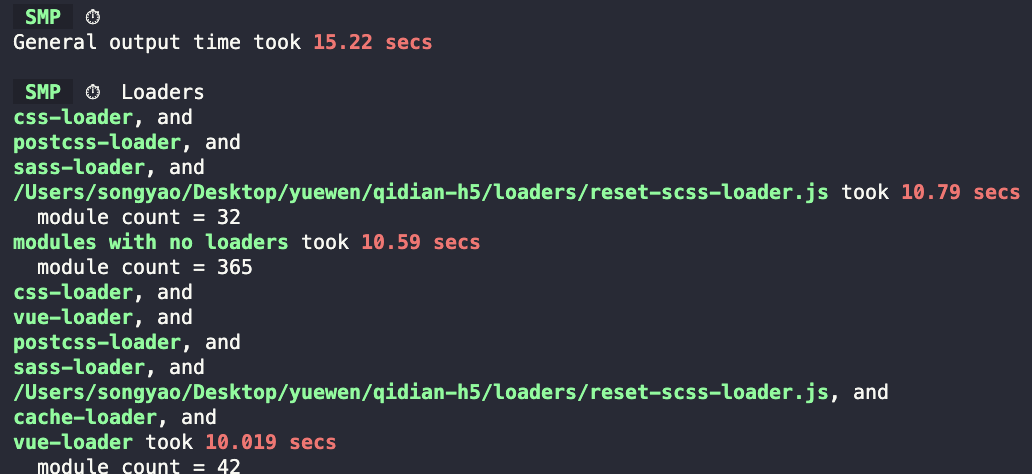 SMP ⏱
General output time took 15.22 secs
SMP ⏱ Loaders
css-loader, and
postcss-loader, and
sass-loader, and
/Users/songyao/Desktop/yuewen/qidian-h5/loaders/reset-scss-loader.js took 10.79 secs
module count = 32
modules with no loaders took 10.59 secs
module count = 365
css-loader, and
vue-loader, and
postcss-loader, and
sass-loader, and
/Users/songyao/Desktop/yuewen/qidian-h5/loaders/reset-scss-loader.js, and
cache-loader, and
vue-loader took 10.019 secs
module count = 42